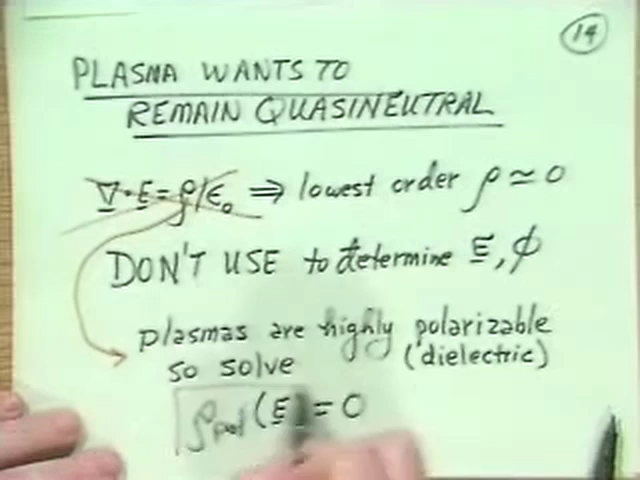 14
PLASMA WANTS TO
REMAIN QUASINEUTRAL
∇·E=ρ/ε₀ ⇒ lowest order ρ ≃ 0
DON'T USE to determine E, φ
plasmas are highly polarizable
so solve (dielectric)
ρpol (E) = 0